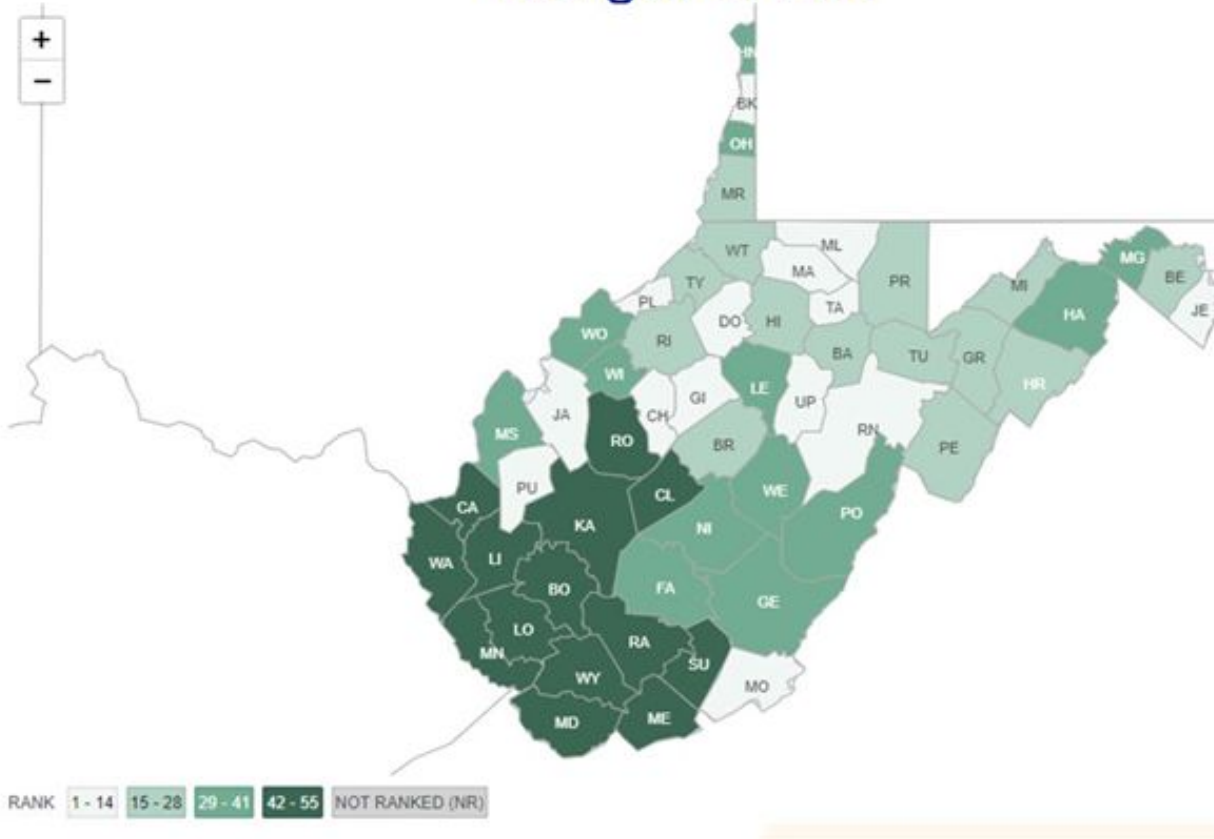 +
−
HN
BK
OH
MR
WT
ML
MA
TY
PR
MG
BE
JE
MI
HA
PL
DO
HI
TA
WO
RI
BA
TU
GR
HR
WI
LE
UP
JA
CH
GI
RN
MS
RO
BR
PE
PU
CL
WE
CA
KA
NI
PO
WA
LI
BO
FA
GE
LO
RA
MN
SU
WY
MO
MD
ME
RANK 1 - 14 15 - 28 29 - 41 42 - 55 NOT RANKED (NR)